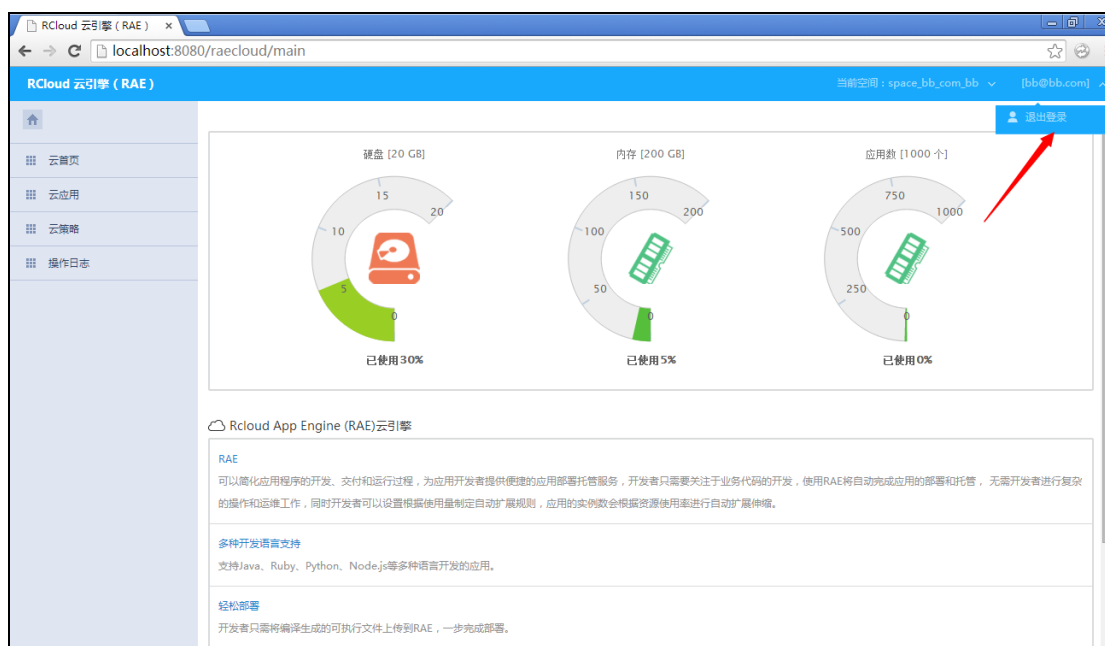 RCloud 云引擎 ( RAE )
localhost:8080/raecloud/main
RCloud 云引擎 ( RAE )
当前空间 : space_bb_com_bb
[bb@bb.com]
退出登录
云首页
云应用
云策略
操作日志
硬盘 [20 GB]
内存 [200 GB]
应用数 [1000 个]
15
20
10
5
0
已使用30%
150
200
100
50
0
已使用5%
750
1000
500
250
0
已使用0%
Rcloud App Engine (RAE)云引擎
RAE
可以简化应用程序的开发、交付和运行过程，为应用开发者提供便捷的应用部署托管服务，开发者只需要关注于业务代码的开发，使用RAE将自动完成应用的部署和托管， 无需开发者进行复杂
的操作和运维工作，同时开发者可以设置根据使用量制定自动扩展规则，应用的实例数会根据资源使用率进行自动扩展伸缩。
多种开发语言支持
支持Java、Ruby、Python、Node.js等多种语言开发的应用。
轻松部署
开发者只需将编译生成的可执行文件上传到RAE，一步完成部署。